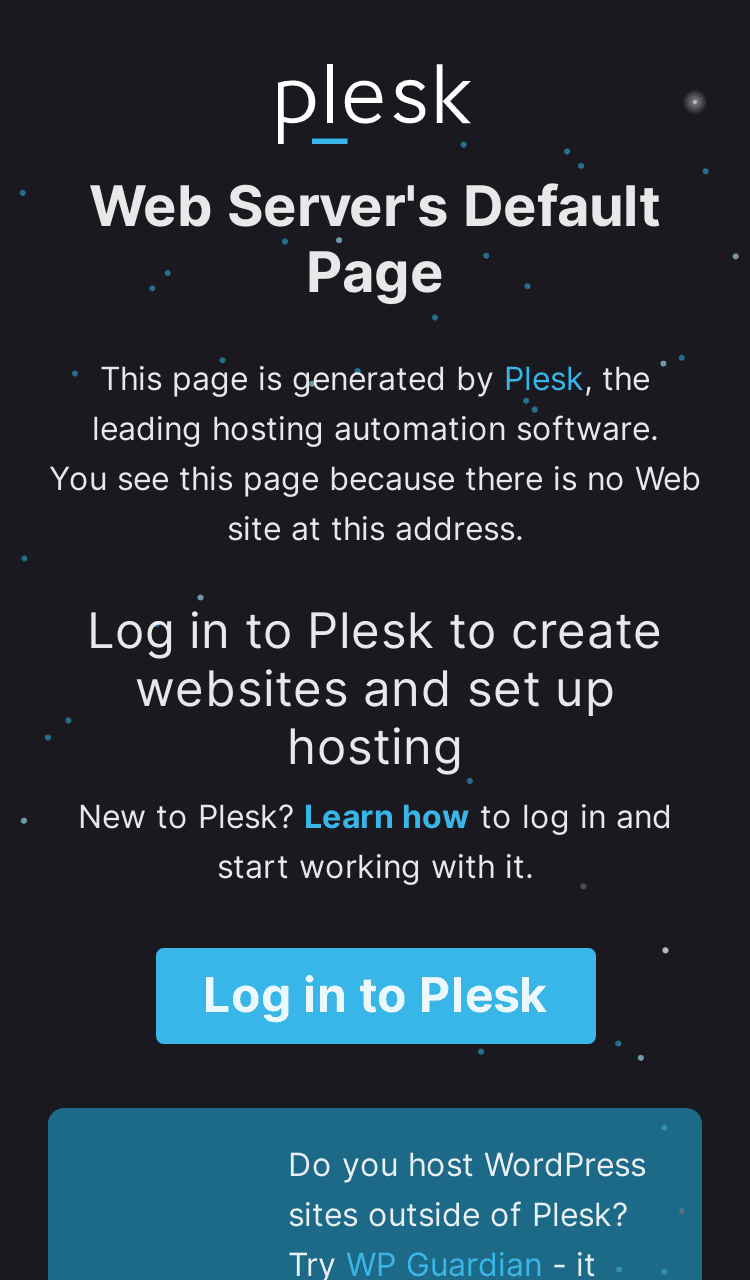 plesk
Web Server's Default
Page
This page is generated by Plesk, the
leading hosting automation software.
You see this page because there is no Web
site at this address.
Log in to Plesk to create
websites and set up
hosting
New to Plesk? Learn how to log in and
start working with it.
Log in to Plesk
Do you host WordPress
sites outside of Plesk?
Try WP Guardian - it